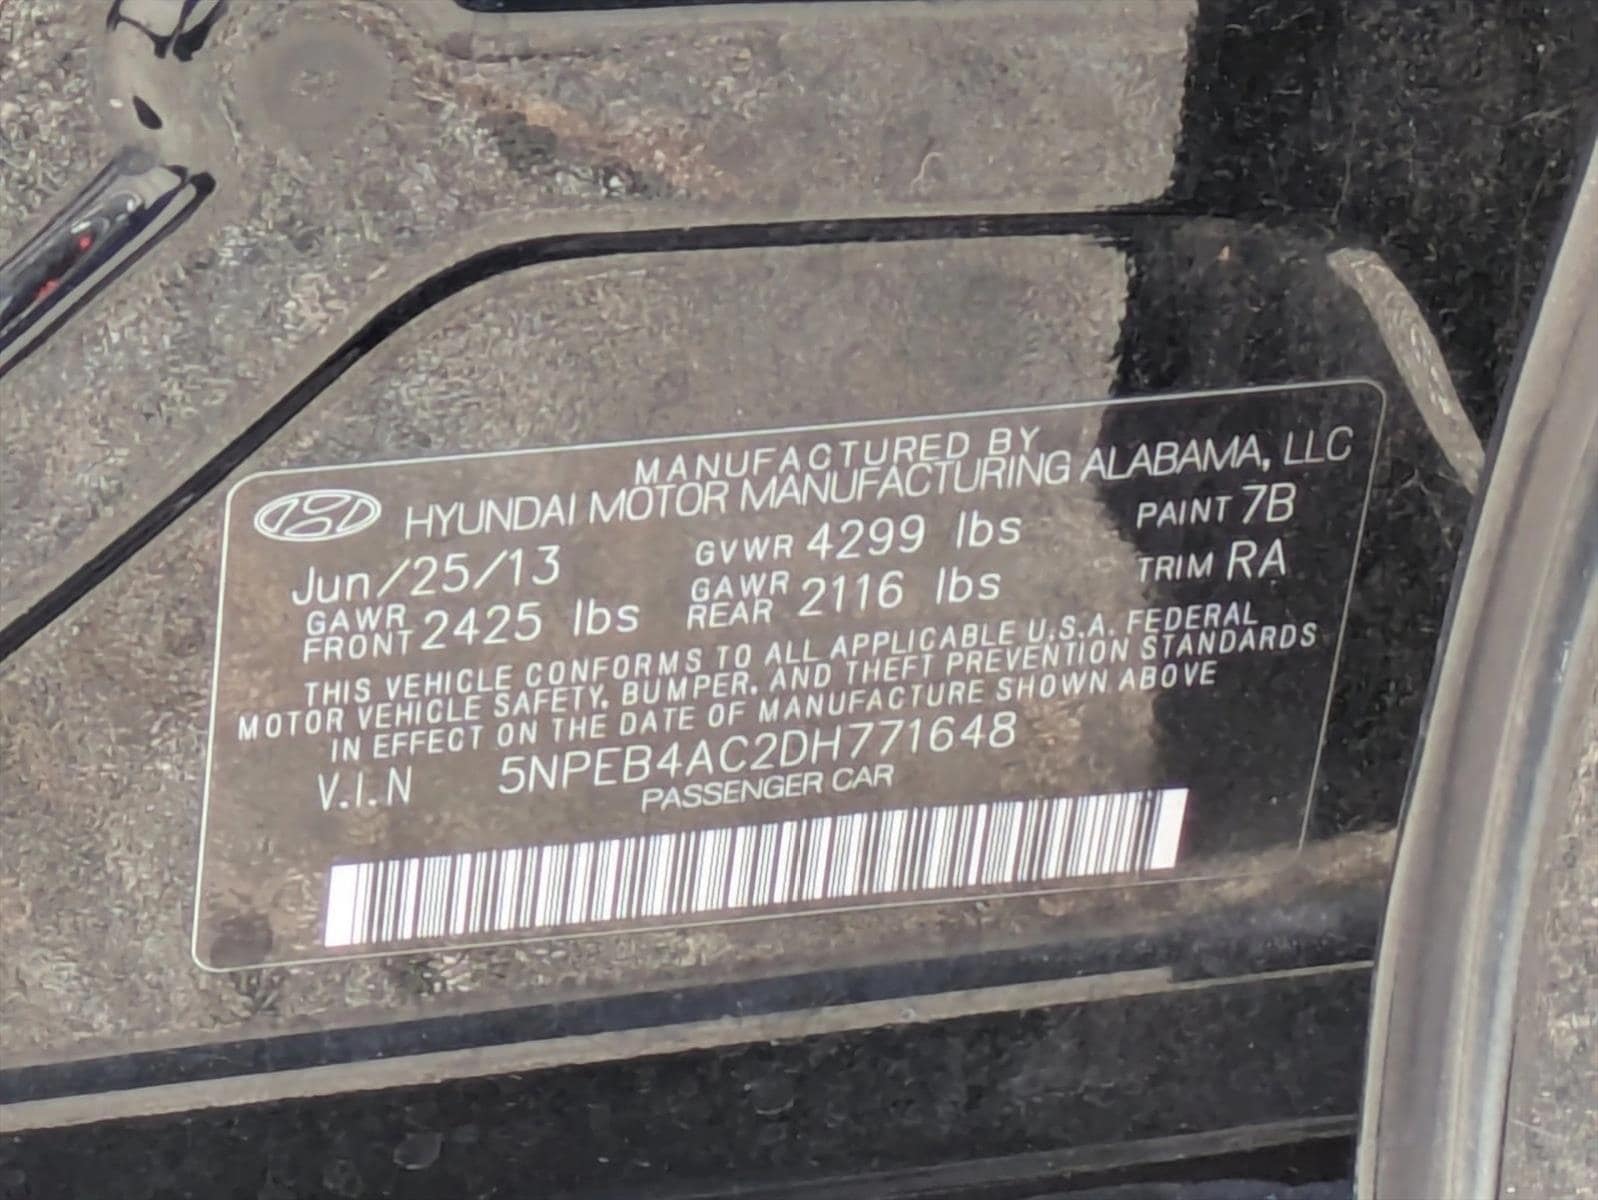 MANUFACTURED BY
HYUNDAI MOTOR MANUFACTURING ALABAMA, LLC
Jun/25/13 GVWR 4299 lbs PAINT 7B
GAWR FRONT 2425 lbs GAWR REAR 2116 lbs TRIM RA
THIS VEHICLE CONFORMS TO ALL APPLICABLE U.S.A. FEDERAL
MOTOR VEHICLE SAFETY, BUMPER, AND THEFT PREVENTION STANDARDS
IN EFFECT ON THE DATE OF MANUFACTURE SHOWN ABOVE
V.I.N 5NPEB4AC2DH771648
PASSENGER CAR